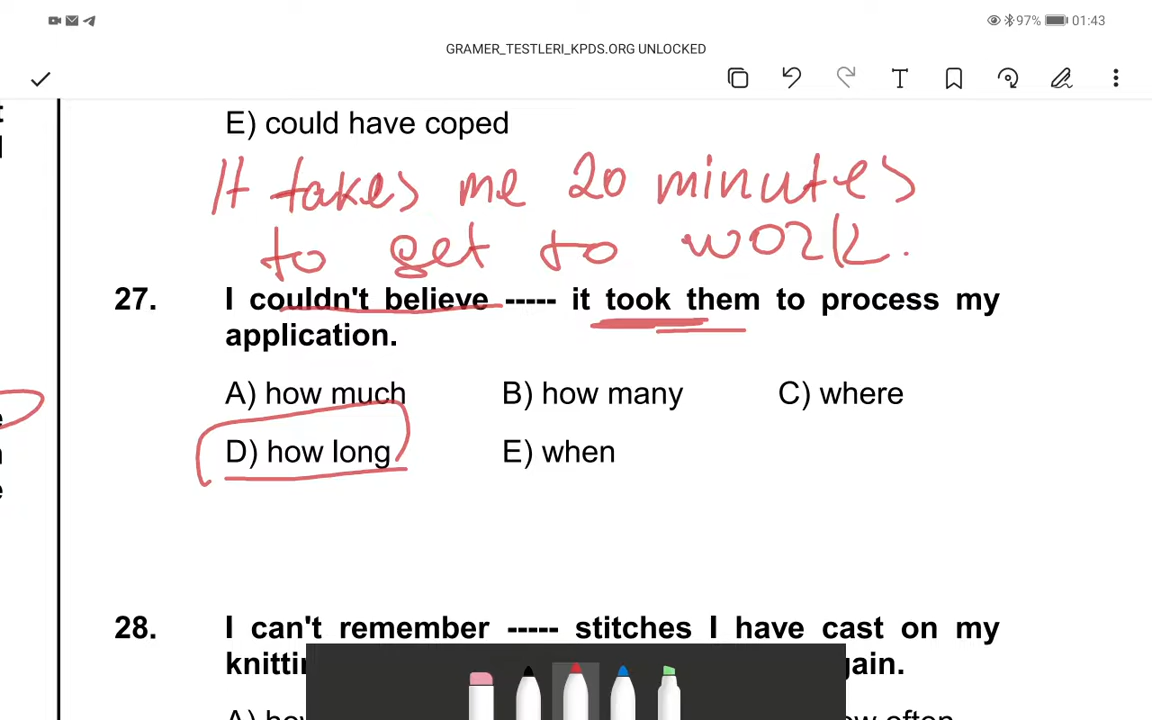 97% 01:43
GRAMER_TESTLERI_KPDS.ORG UNLOCKED
E) could have coped
It takes me 20 minutes
to get to work.
27. I couldn't believe ----- it took them to process my
application.
A) how much B) how many C) where
D) how long E) when
28. I can't remember ----- stitches I have cast on my